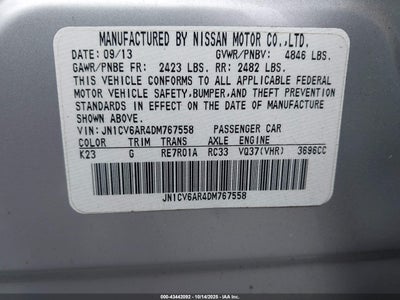 MANUFACTURED BY NISSAN MOTOR CO.,LTD.
DATE: 09/13 GVWR/PNBV: 4846 LBS.
GAWR/PNBE FR: 2423 LBS. RR: 2482 LBS.
THIS VEHICLE CONFORMS TO ALL APPLICABLE FEDERAL
MOTOR VEHICLE SAFETY, BUMPER, AND THEFT PREVENTION
STANDARDS IN EFFECT ON THE DATE OF MANUFACTURE
SHOWN ABOVE.
VIN: JN1CV6AR4DM767558 PASSENGER CAR
COLOR TRIM TRANS AXLE ENGINE
K23 G RE7R01A RC33 VQ37(VHR) 3696CC
JN1CV6AR4DM767558
000-43442092 - 10/14/2025 - IAA, Inc.